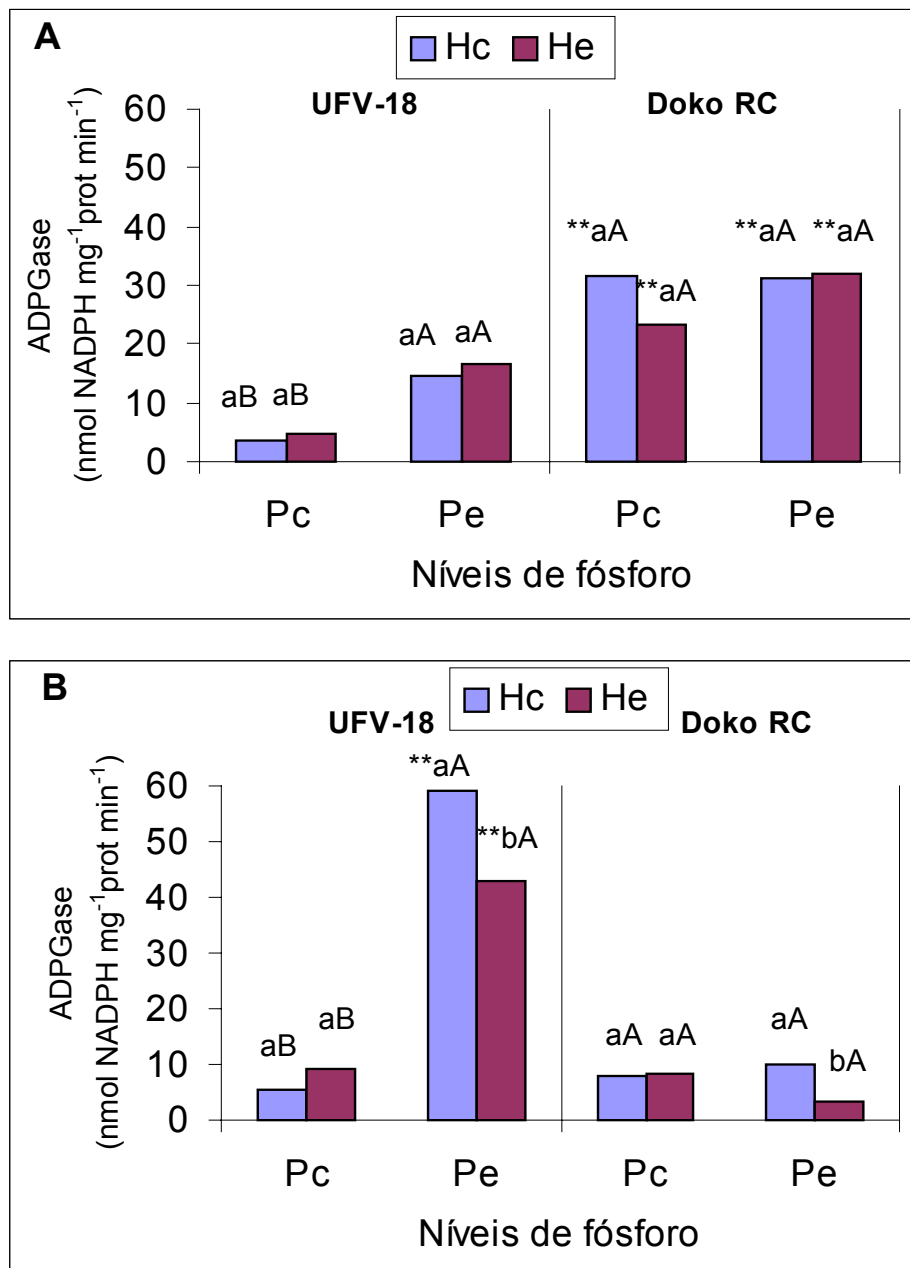 A
Hc He
UFV-18 Doko RC
ADPGase
(nmol NADPH mg⁻¹prot min⁻¹)
60
50
40
30
20
10
0
aB aB aA aA **aA **aA **aA **aA
Pc Pe Pc Pe
Níveis de fósforo
B
Hc He
UFV-18 Doko RC
ADPGase
(nmol NADPH mg⁻¹prot min⁻¹)
60
50
40
30
20
10
0
aB aB **aA **bA aA aA aA bA
Pc Pe Pc Pe
Níveis de fósforo